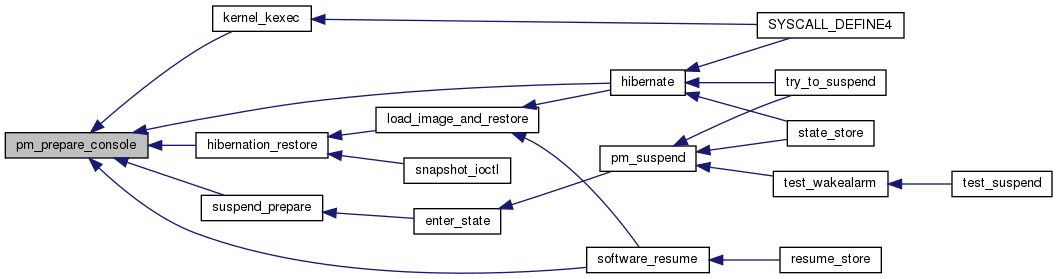 kernel_kexec
SYSCALL_DEFINE4
hibernate
try_to_suspend
load_image_and_restore
state_store
pm_prepare_console
hibernation_restore
pm_suspend
snapshot_ioctl
test_wakealarm
test_suspend
suspend_prepare
enter_state
software_resume
resume_store